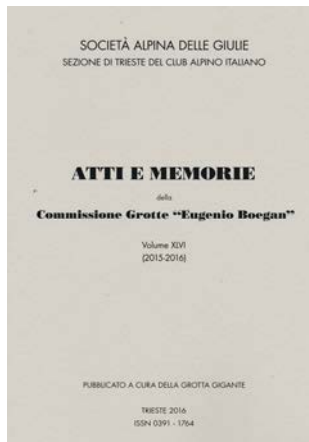 SOCIETÀ ALPINA DELLE GIULIE
SEZIONE DI TRIESTE DEL CLUB ALPINO ITALIANO
ATTI E MEMORIE
della
Commissione Grotte “Eugenio Boegan”
Volume XLVI
(2015-2016)
PUBBLICATO A CURA DELLA GROTTA GIGANTE
TRIESTE 2016
ISSN 0391 - 1764